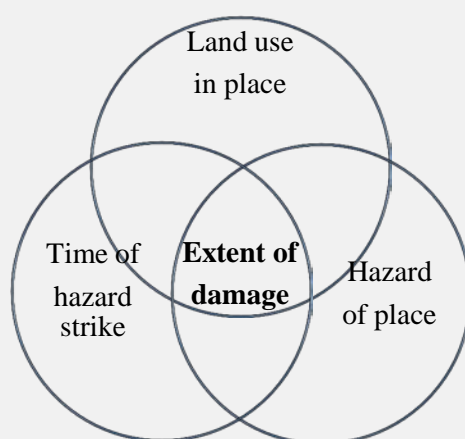 Land use
in place
Time of
hazard
strike
Extent of
damage
Hazard
of place